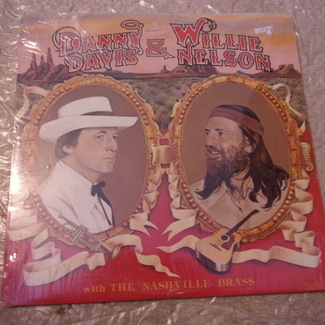 DANNY DAVIS & WILLIE NELSON
with THE NASHVILLE BRASS